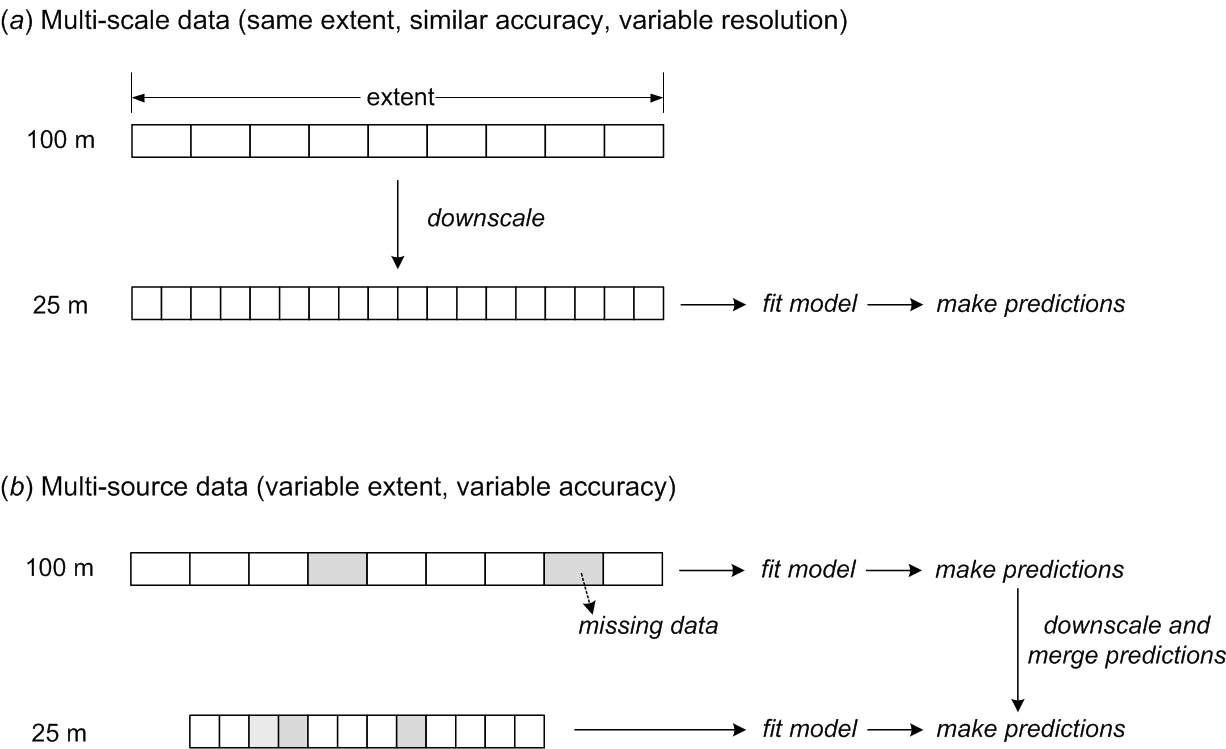 (a) Multi-scale data (same extent, similar accuracy, variable resolution)
extent
100 m
downscale
25 m
fit model
make predictions
(b) Multi-source data (variable extent, variable accuracy)
100 m
fit model
make predictions
missing data
downscale and
merge predictions
25 m
fit model
make predictions